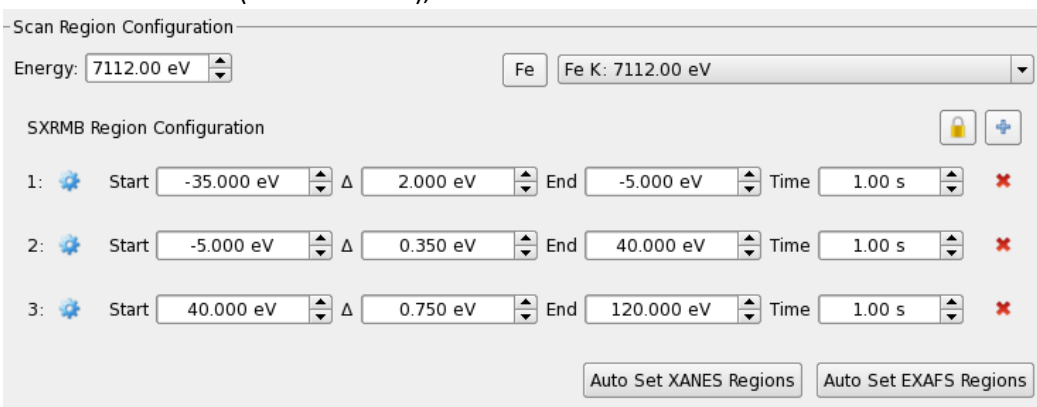 Scan Region Configuration
Energy: 7112.00 eV Fe Fe K: 7112.00 eV
SXRMB Region Configuration
1: Start -35.000 eV Δ 2.000 eV End -5.000 eV Time 1.00 s
2: Start -5.000 eV Δ 0.350 eV End 40.000 eV Time 1.00 s
3: Start 40.000 eV Δ 0.750 eV End 120.000 eV Time 1.00 s
Auto Set XANES Regions Auto Set EXAFS Regions